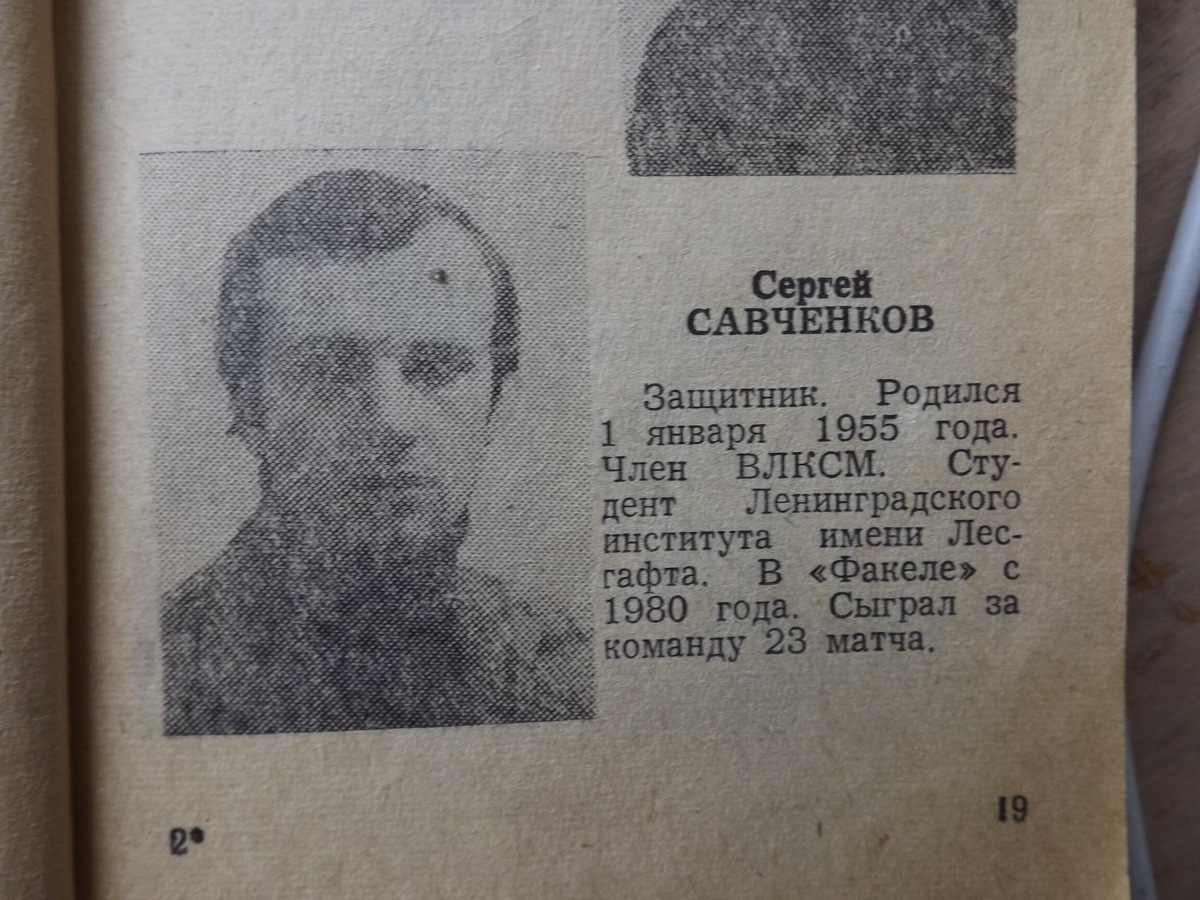 Сергей
САВЧЕНКОВ
Защитник. Родился
1 января 1955 года.
Член ВЛКСМ. Сту-
дент Ленинградского
института имени Лес-
гафта. В «Факеле» с
1980 года. Сыграл за
команду 23 матча.
2*
19